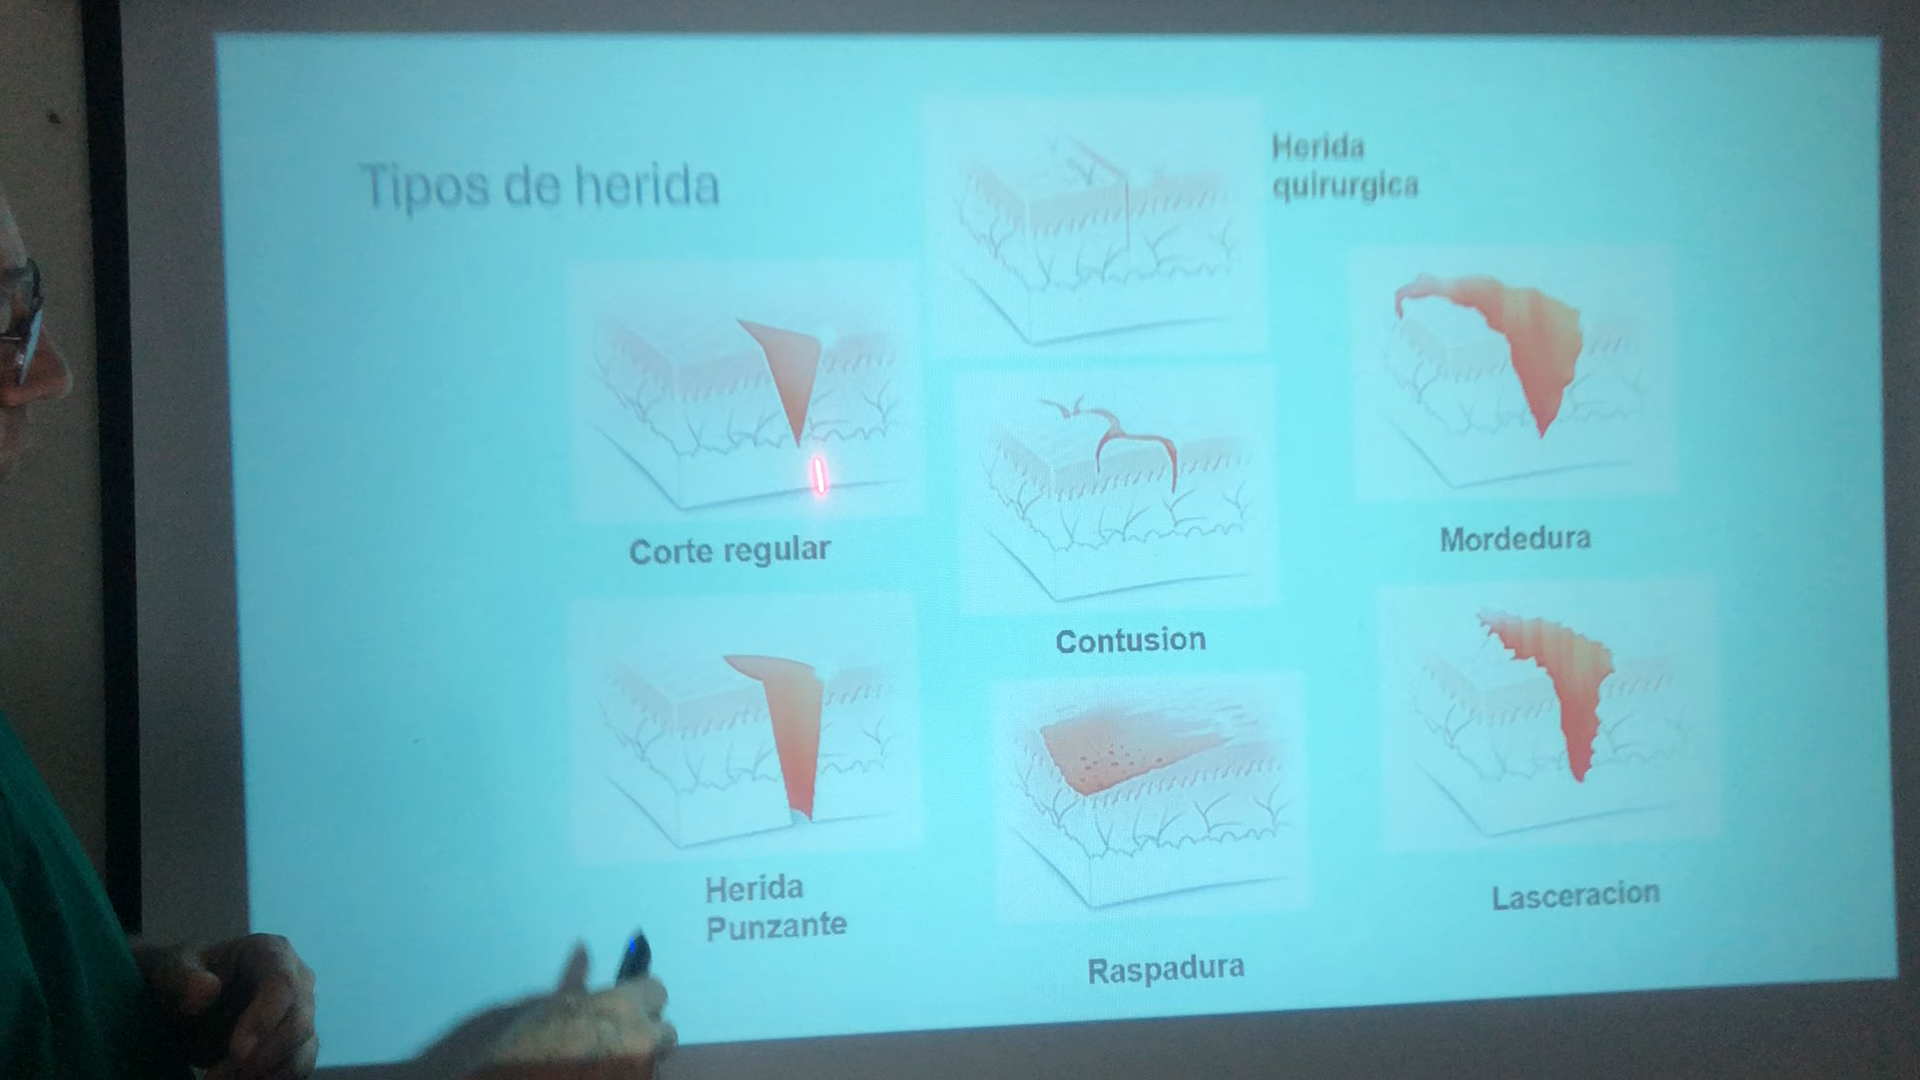 Tipos de herida
Herida
quirurgica
Corte regular
Mordedura
Contusion
Herida
Punzante
Lasceracion
Raspadura